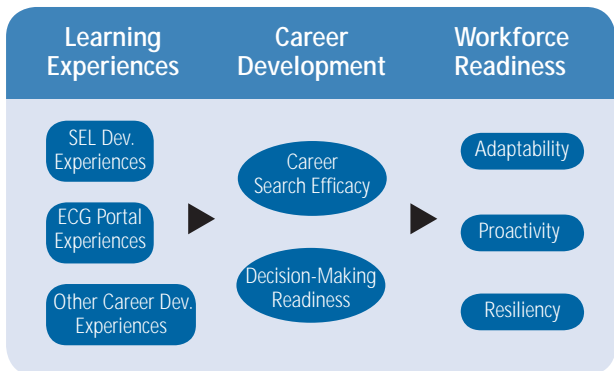 Learning
Experiences
Career
Development
Workforce
Readiness
SEL Dev.
Experiences
ECG Portal
Experiences
Other Career Dev.
Experiences
Career
Search Efficacy
Decision-Making
Readiness
Adaptability
Proactivity
Resiliency